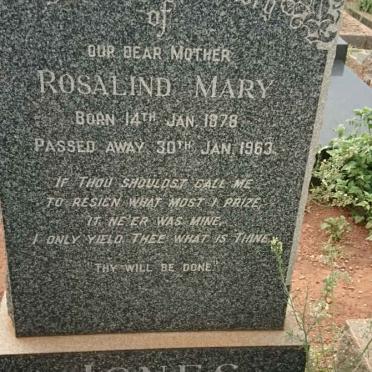 of
OUR DEAR MOTHER
ROSALIND MARY
BORN 14TH JAN. 1878
PASSED AWAY 30TH JAN. 1963.
IF THOU SHOULDST CALL ME
TO RESIGN WHAT MOST I PRIZE,
IT NE'ER WAS MINE,
I ONLY YIELD THEE WHAT IS THINE,
"THY WILL BE DONE."
JONES